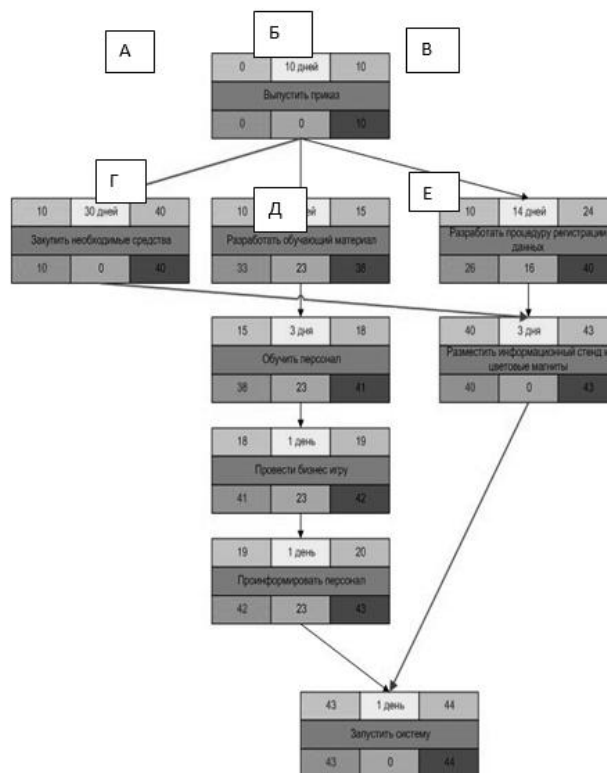 А
Б
В
0 10 дней 10
Выпустить приказ
0 0 10
Г
Д
Е
10 30 дней 40
Закупить необходимые средства
10 0 40
10 й 15
Разработать обучающий материал
33 23 38
10 14 дней 24
Разработать процедуру регистрации
данных
26 16 40
15 3 дня 18
Обучить персонал
38 23 41
40 3 дня 43
Разместить информационный стенд и
цветовые магниты
40 0 43
18 1 день 19
Провести бизнес игру
41 23 42
19 1 день 20
Проинформировать персонал
42 23 43
43 1 день 44
Запустить систему
43 0 44